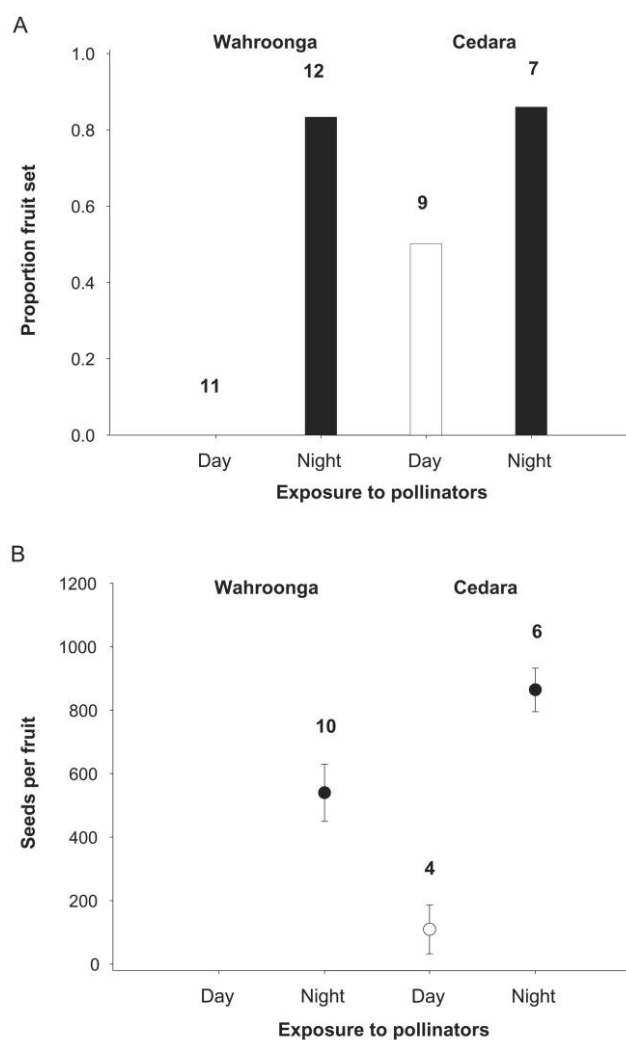 A
Wahroonga Cedara
1.0
12
7
0.8
9
0.6
Proportion fruit set
0.4
11
0.2
0.0
Day Night Day Night
Exposure to pollinators
B
1200
Wahroonga Cedara
1000
6
10
800
600
Seeds per fruit
400
4
200
0
Day Night Day Night
Exposure to pollinators